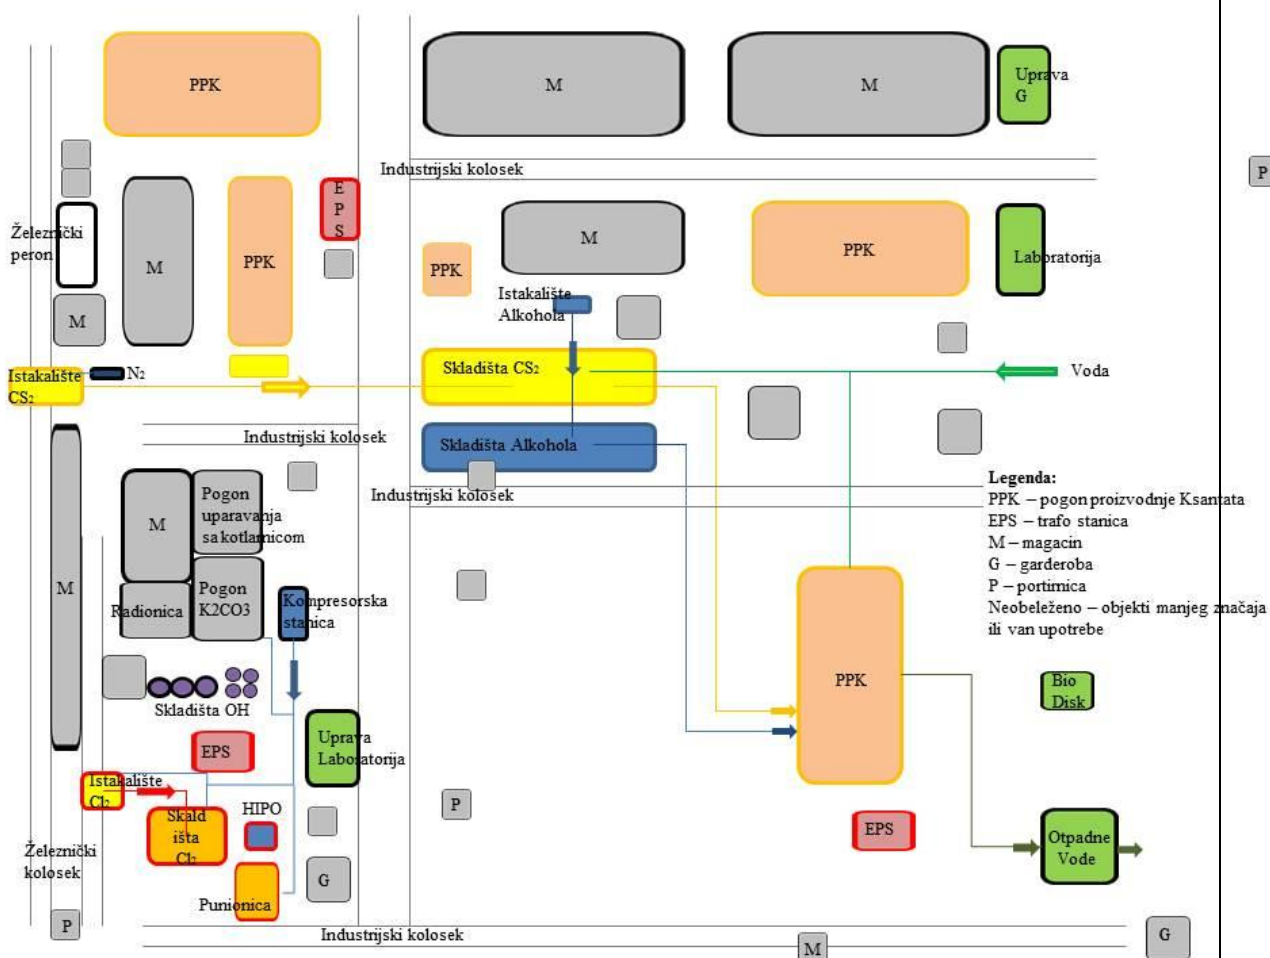 PPK
M
M
Uprava
G
Industrijski kolosek
P
E
P
S
Železnički
peron
M
PPK
M
PPK
PPK
Laboratorija
Istakalište
Alkohola
M
N₂
Istakalište
CS₂
Skladišta CS₂
Voda
Industrijski kolosek
Skladišta Alkohola
Industrijski kolosek
Legenda:
PPK – pogon proizvodnje Ksantata
EPS – trafo stanica
M – magacin
G – garderoba
P – portirnica
Neobeleženo – objekti manjeg značaja
ili van upotrebe
M
Pogon
uparavanja
sa kotlarnicom
M
Radionica
Pogon
K2CO3
Kompresorska
stanica
PPK
Bio
Disk
Skladišta OH
EPS
Uprava
Laboratorija
Istakalište
Cl₂
HIPO
Skald
išta
Cl₂
P
EPS
Otpadne
Vode
Železnički
kolosek
G
Punionica
P
Industrijski kolosek
M
G